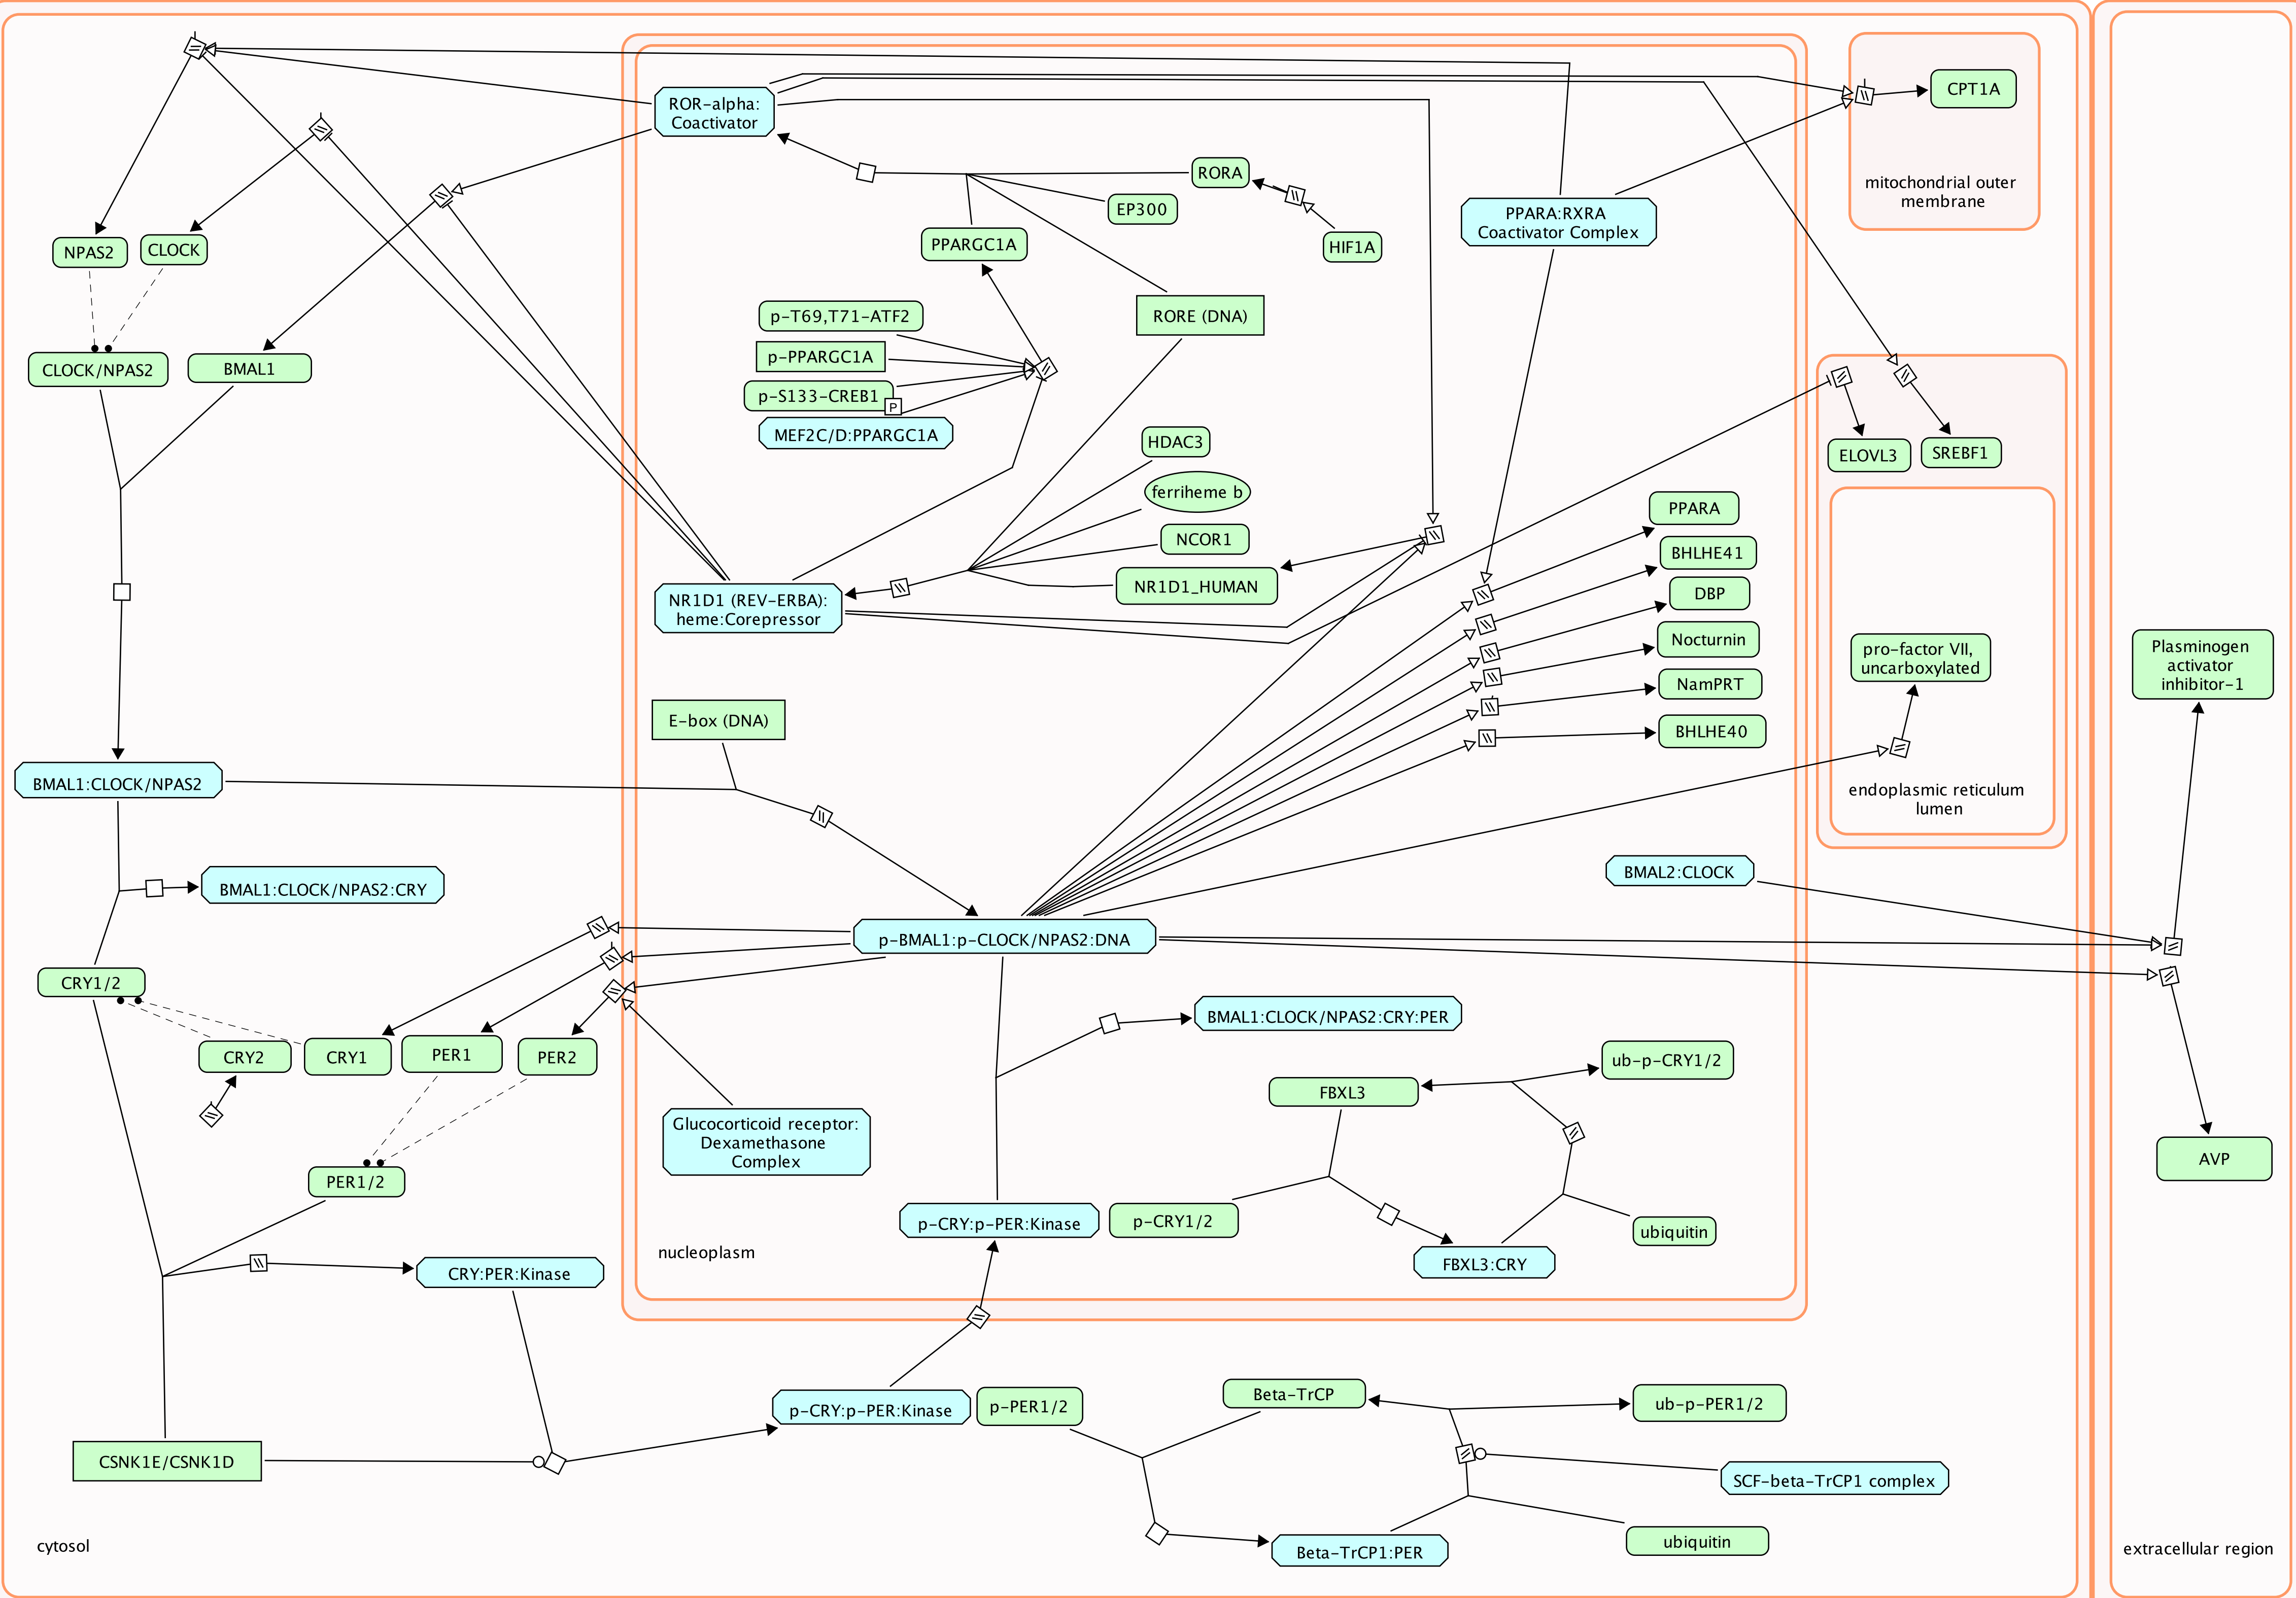 CPT1A
mitochondrial outer
membrane
ROR-alpha:
Coactivator
RORA
EP300
HIF1A
PPARGC1A
PPARA:RXRA
Coactivator Complex
NPAS2
CLOCK
CLOCK/NPAS2
BMAL1
p-T69,T71-ATF2
p-PPARGC1A
p-S133-CREB1
P
MEF2C/D:PPARGC1A
RORE (DNA)
HDAC3
ferriheme b
NCOR1
NR1D1_HUMAN
NR1D1 (REV-ERBA):
heme:Corepressor
ELOVL3
SREBF1
PPARA
BHLHE41
DBP
Nocturnin
NamPRT
BHLHE40
pro-factor VII,
uncarboxylated
endoplasmic reticulum
lumen
Plasminogen
activator
inhibitor-1
E-box (DNA)
BMAL1:CLOCK/NPAS2
BMAL1:CLOCK/NPAS2:CRY
BMAL2:CLOCK
p-BMAL1:p-CLOCK/NPAS2:DNA
CRY1/2
CRY2
CRY1
PER1
PER2
BMAL1:CLOCK/NPAS2:CRY:PER
FBXL3
ub-p-CRY1/2
Glucocorticoid receptor:
Dexamethasone
Complex
AVP
PER1/2
p-CRY:p-PER:Kinase
p-CRY1/2
ubiquitin
FBXL3:CRY
nucleoplasm
CRY:PER:Kinase
p-CRY:p-PER:Kinase
p-PER1/2
Beta-TrCP
ub-p-PER1/2
CSNK1E/CSNK1D
SCF-beta-TrCP1 complex
Beta-TrCP1:PER
ubiquitin
cytosol
extracellular region